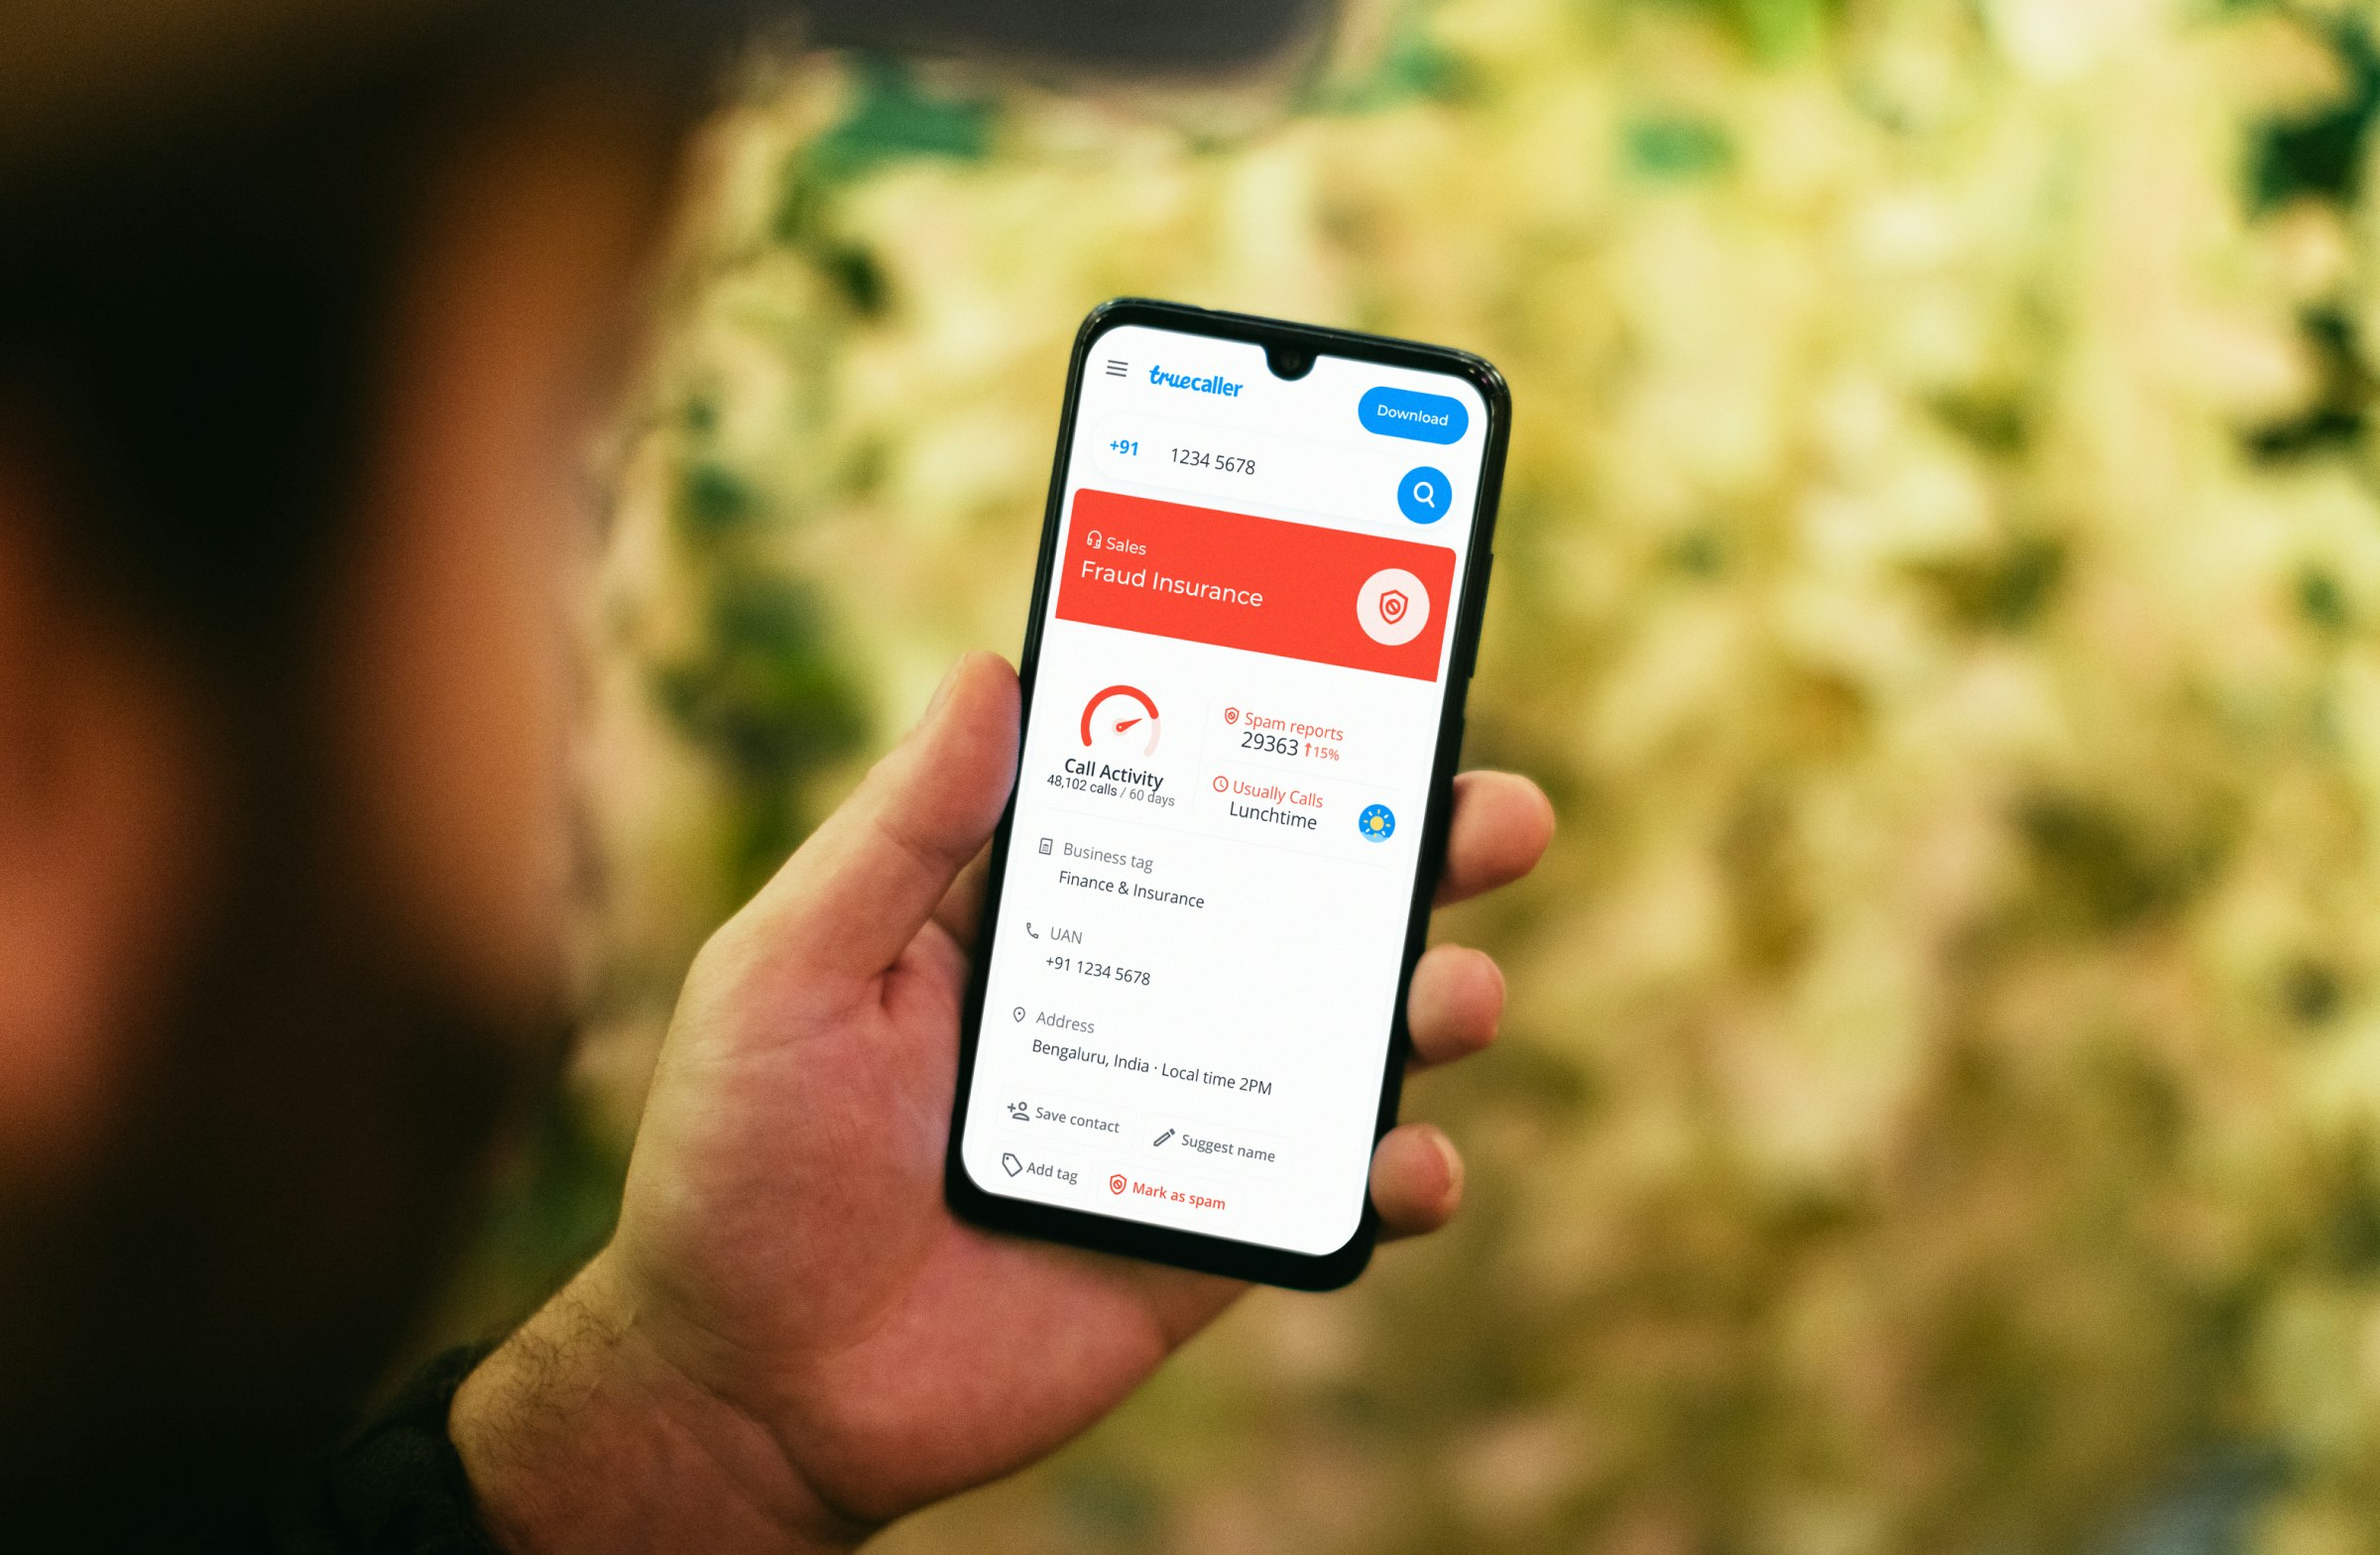 truecaller
Download
+91 1234 5678
Sales
Fraud Insurance
Call Activity
48,102 calls / 60 days
Spam reports
29363 ↑15%
Usually Calls
Lunchtime
Business tag
Finance & Insurance
UAN
+91 1234 5678
Address
Bengaluru, India · Local time 2PM
Save contact
Suggest name
Add tag
Mark as spam